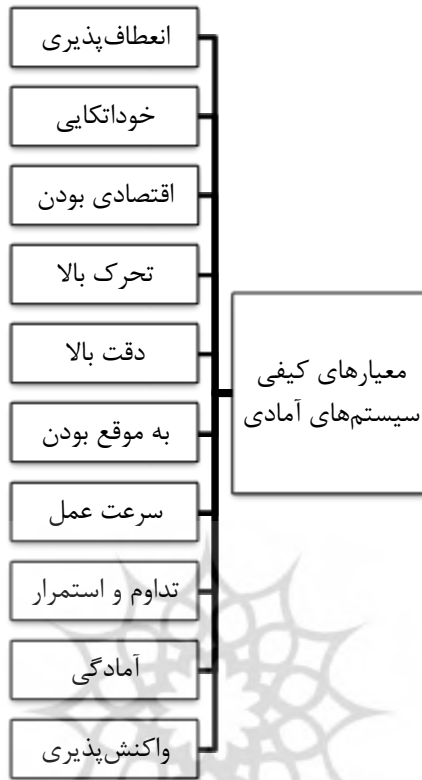 انعطاف‌پذیری
خوداتکایی
اقتصادی بودن
تحرک بالا
دقت بالا
به موقع بودن
سرعت عمل
تداوم و استمرار
آمادگی
واکنش‌پذیری
معیارهای کیفی
سیستم‌های آمادی